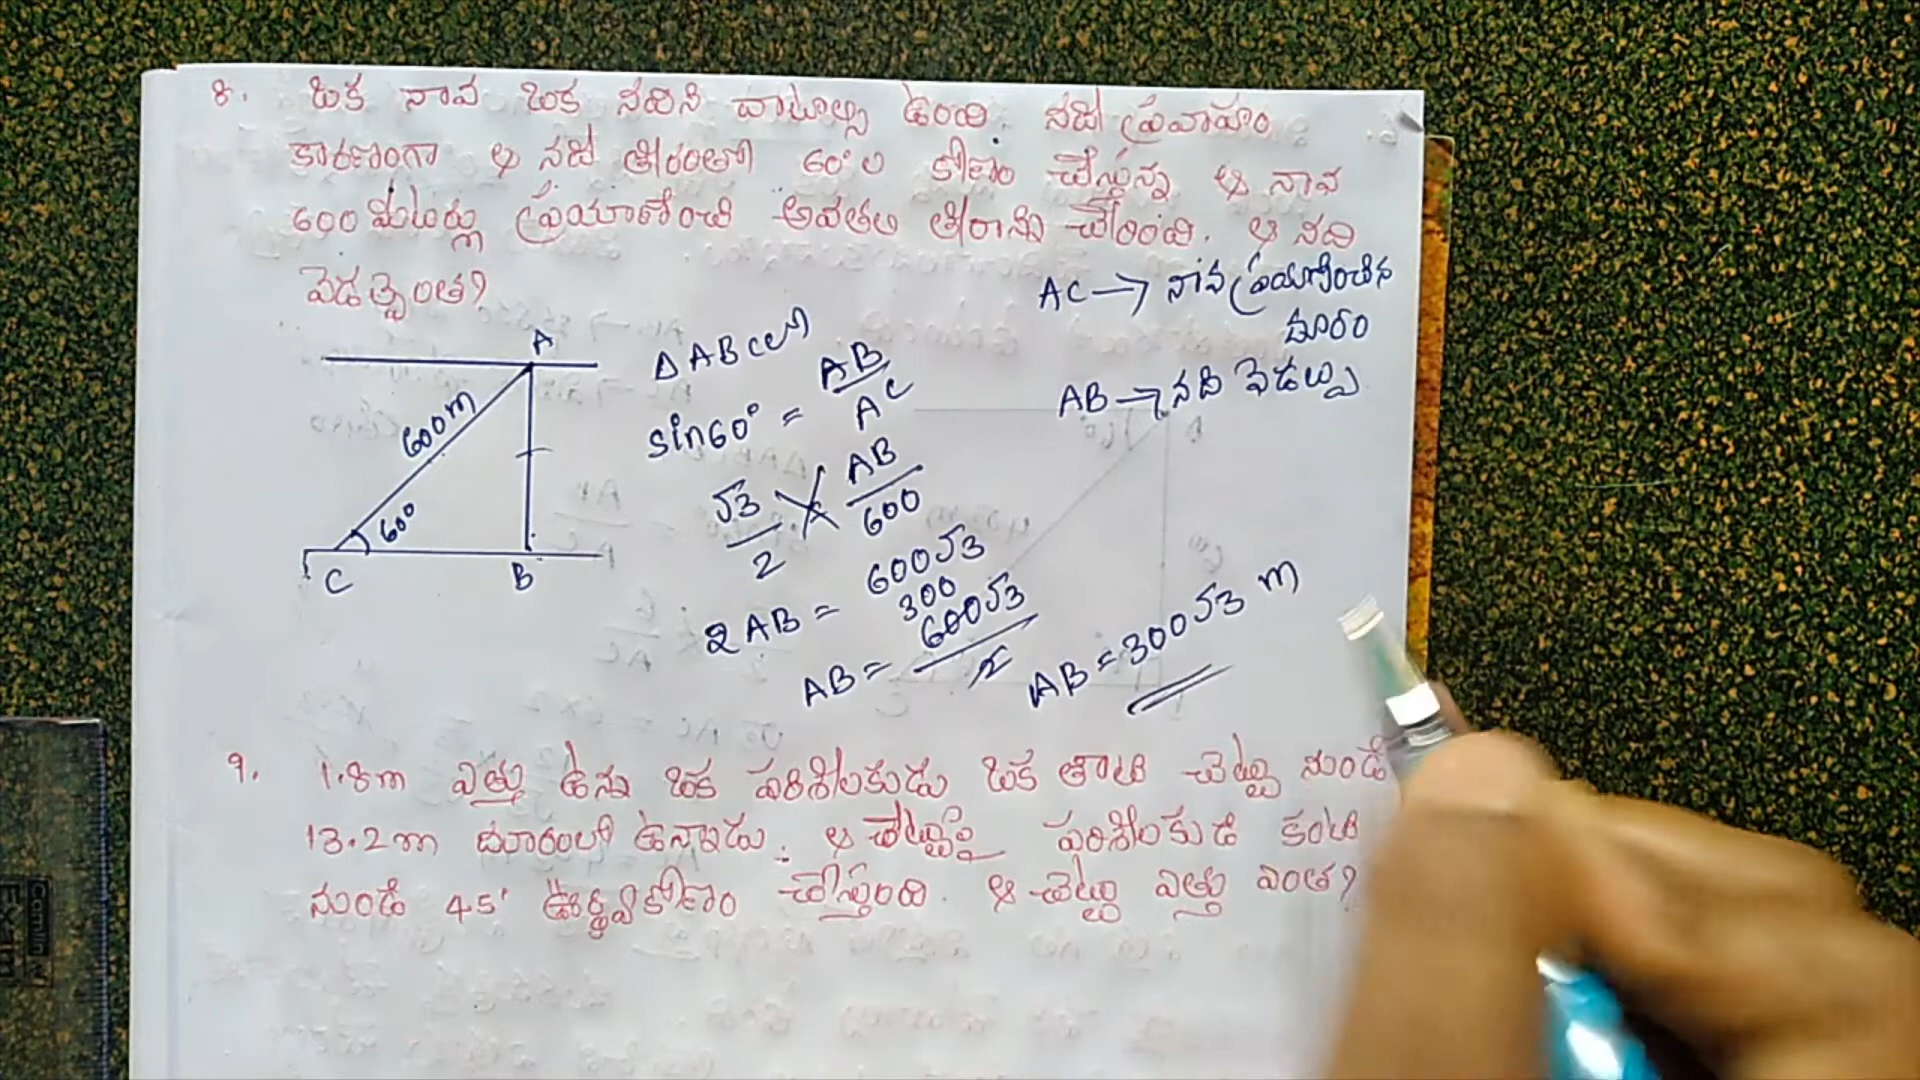 8. ఒక నావ ఒక నదిని దాటాల్సి ఉంది. నదీ ప్రవాహం
కారణంగా ఆ నదీ తీరంతో 60°ల కోణం చేస్తున్న ఆ నావ
600 మీటర్లు ప్రయాణించి అవతల తీరాన్ని చేరింది. ఆ నది
వెడల్పెంత?
AC → నావ ప్రయాణించిన
దూరం
AB → నది వెడల్పు
A
600m
60°
C
B
Δ ABC లో
sin60° = AB/AC
√3/2 = AB/600
2AB = 600√3
300
AB = 600√3/2
AB = 300√3 m
9. 1.8m ఎత్తు ఉన్న ఒక పరిశీలకుడు ఒక తాటి చెట్టు నుండి
13.2m దూరంలో ఉన్నాడు. ఆ చెట్టుపై పరిశీలకుడి కంటి
నుండి 45° ఊర్ధ్వకోణం చేస్తుంది. ఆ చెట్టు ఎత్తు ఎంత?